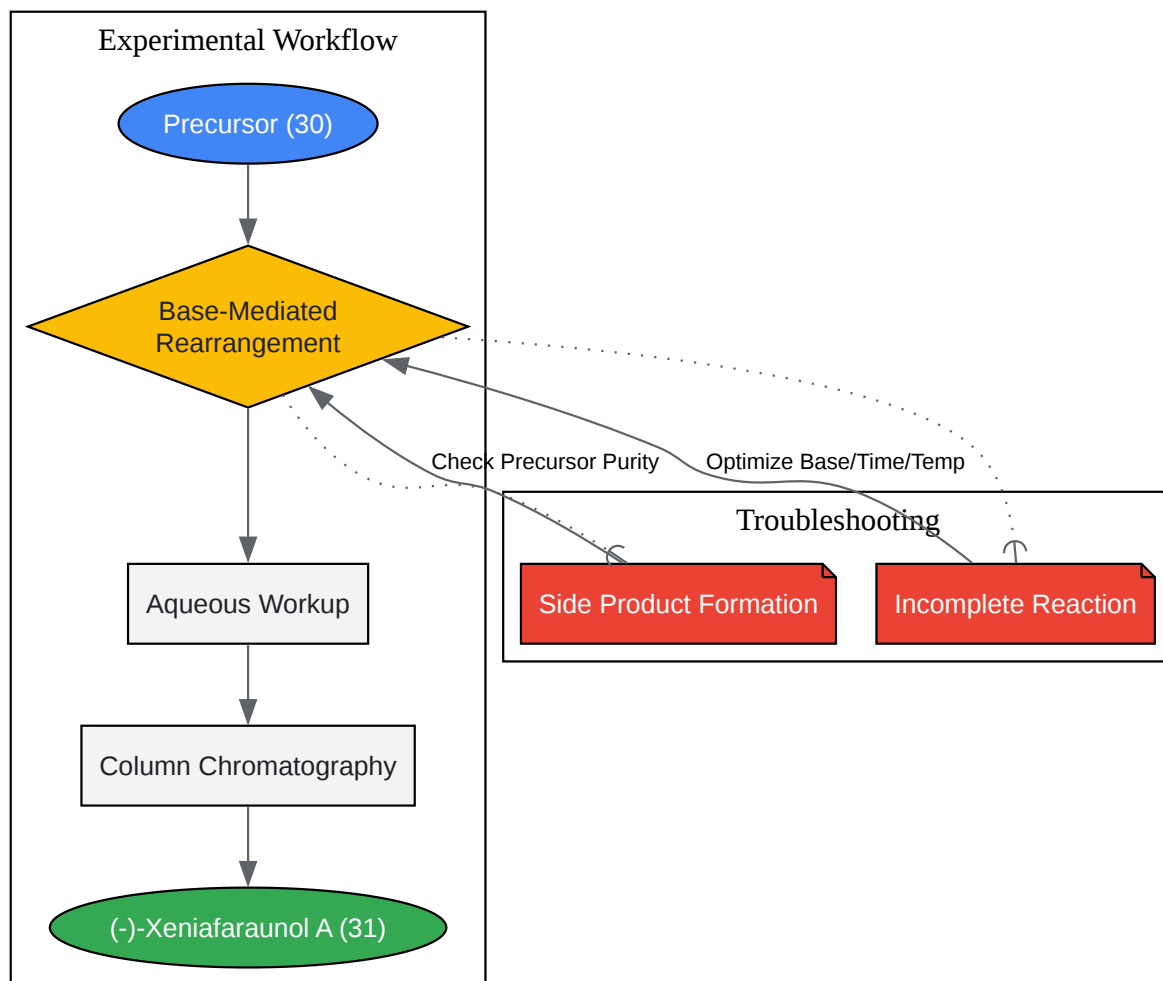 Experimental Workflow
Precursor (30)
Base-Mediated
Rearrangement
Check Precursor Purity
Optimize Base/Time/Temp
Troubleshooting
Side Product Formation
Incomplete Reaction
Aqueous Workup
Column Chromatography
(-)-Xeniafaraunol A (31)